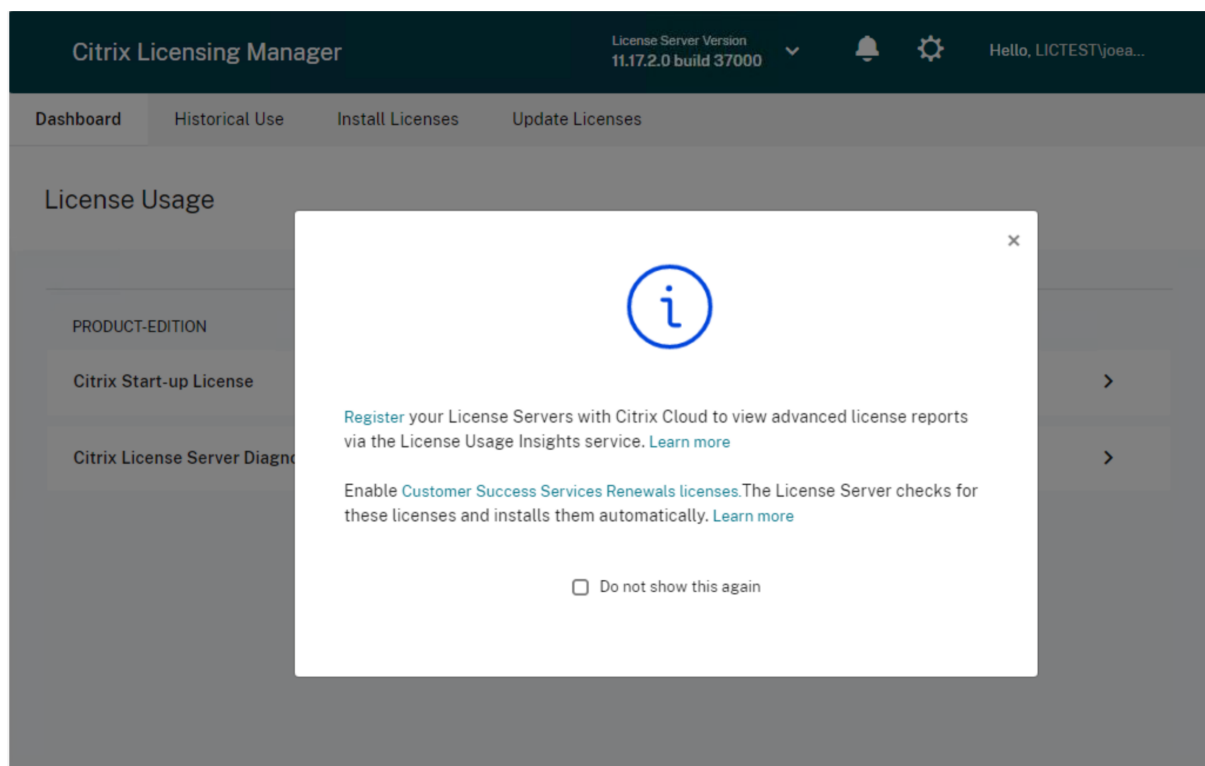 Citrix Licensing Manager
License Server Version
11.17.2.0 build 37000
Hello, LICTEST\joea...
Dashboard
Historical Use
Install Licenses
Update Licenses
License Usage
PRODUCT-EDITION
Citrix Start-up License
Citrix License Server Diagno
Register your License Servers with Citrix Cloud to view advanced license reports
via the License Usage Insights service. Learn more
Enable Customer Success Services Renewals licenses.The License Server checks for
these licenses and installs them automatically. Learn more
Do not show this again